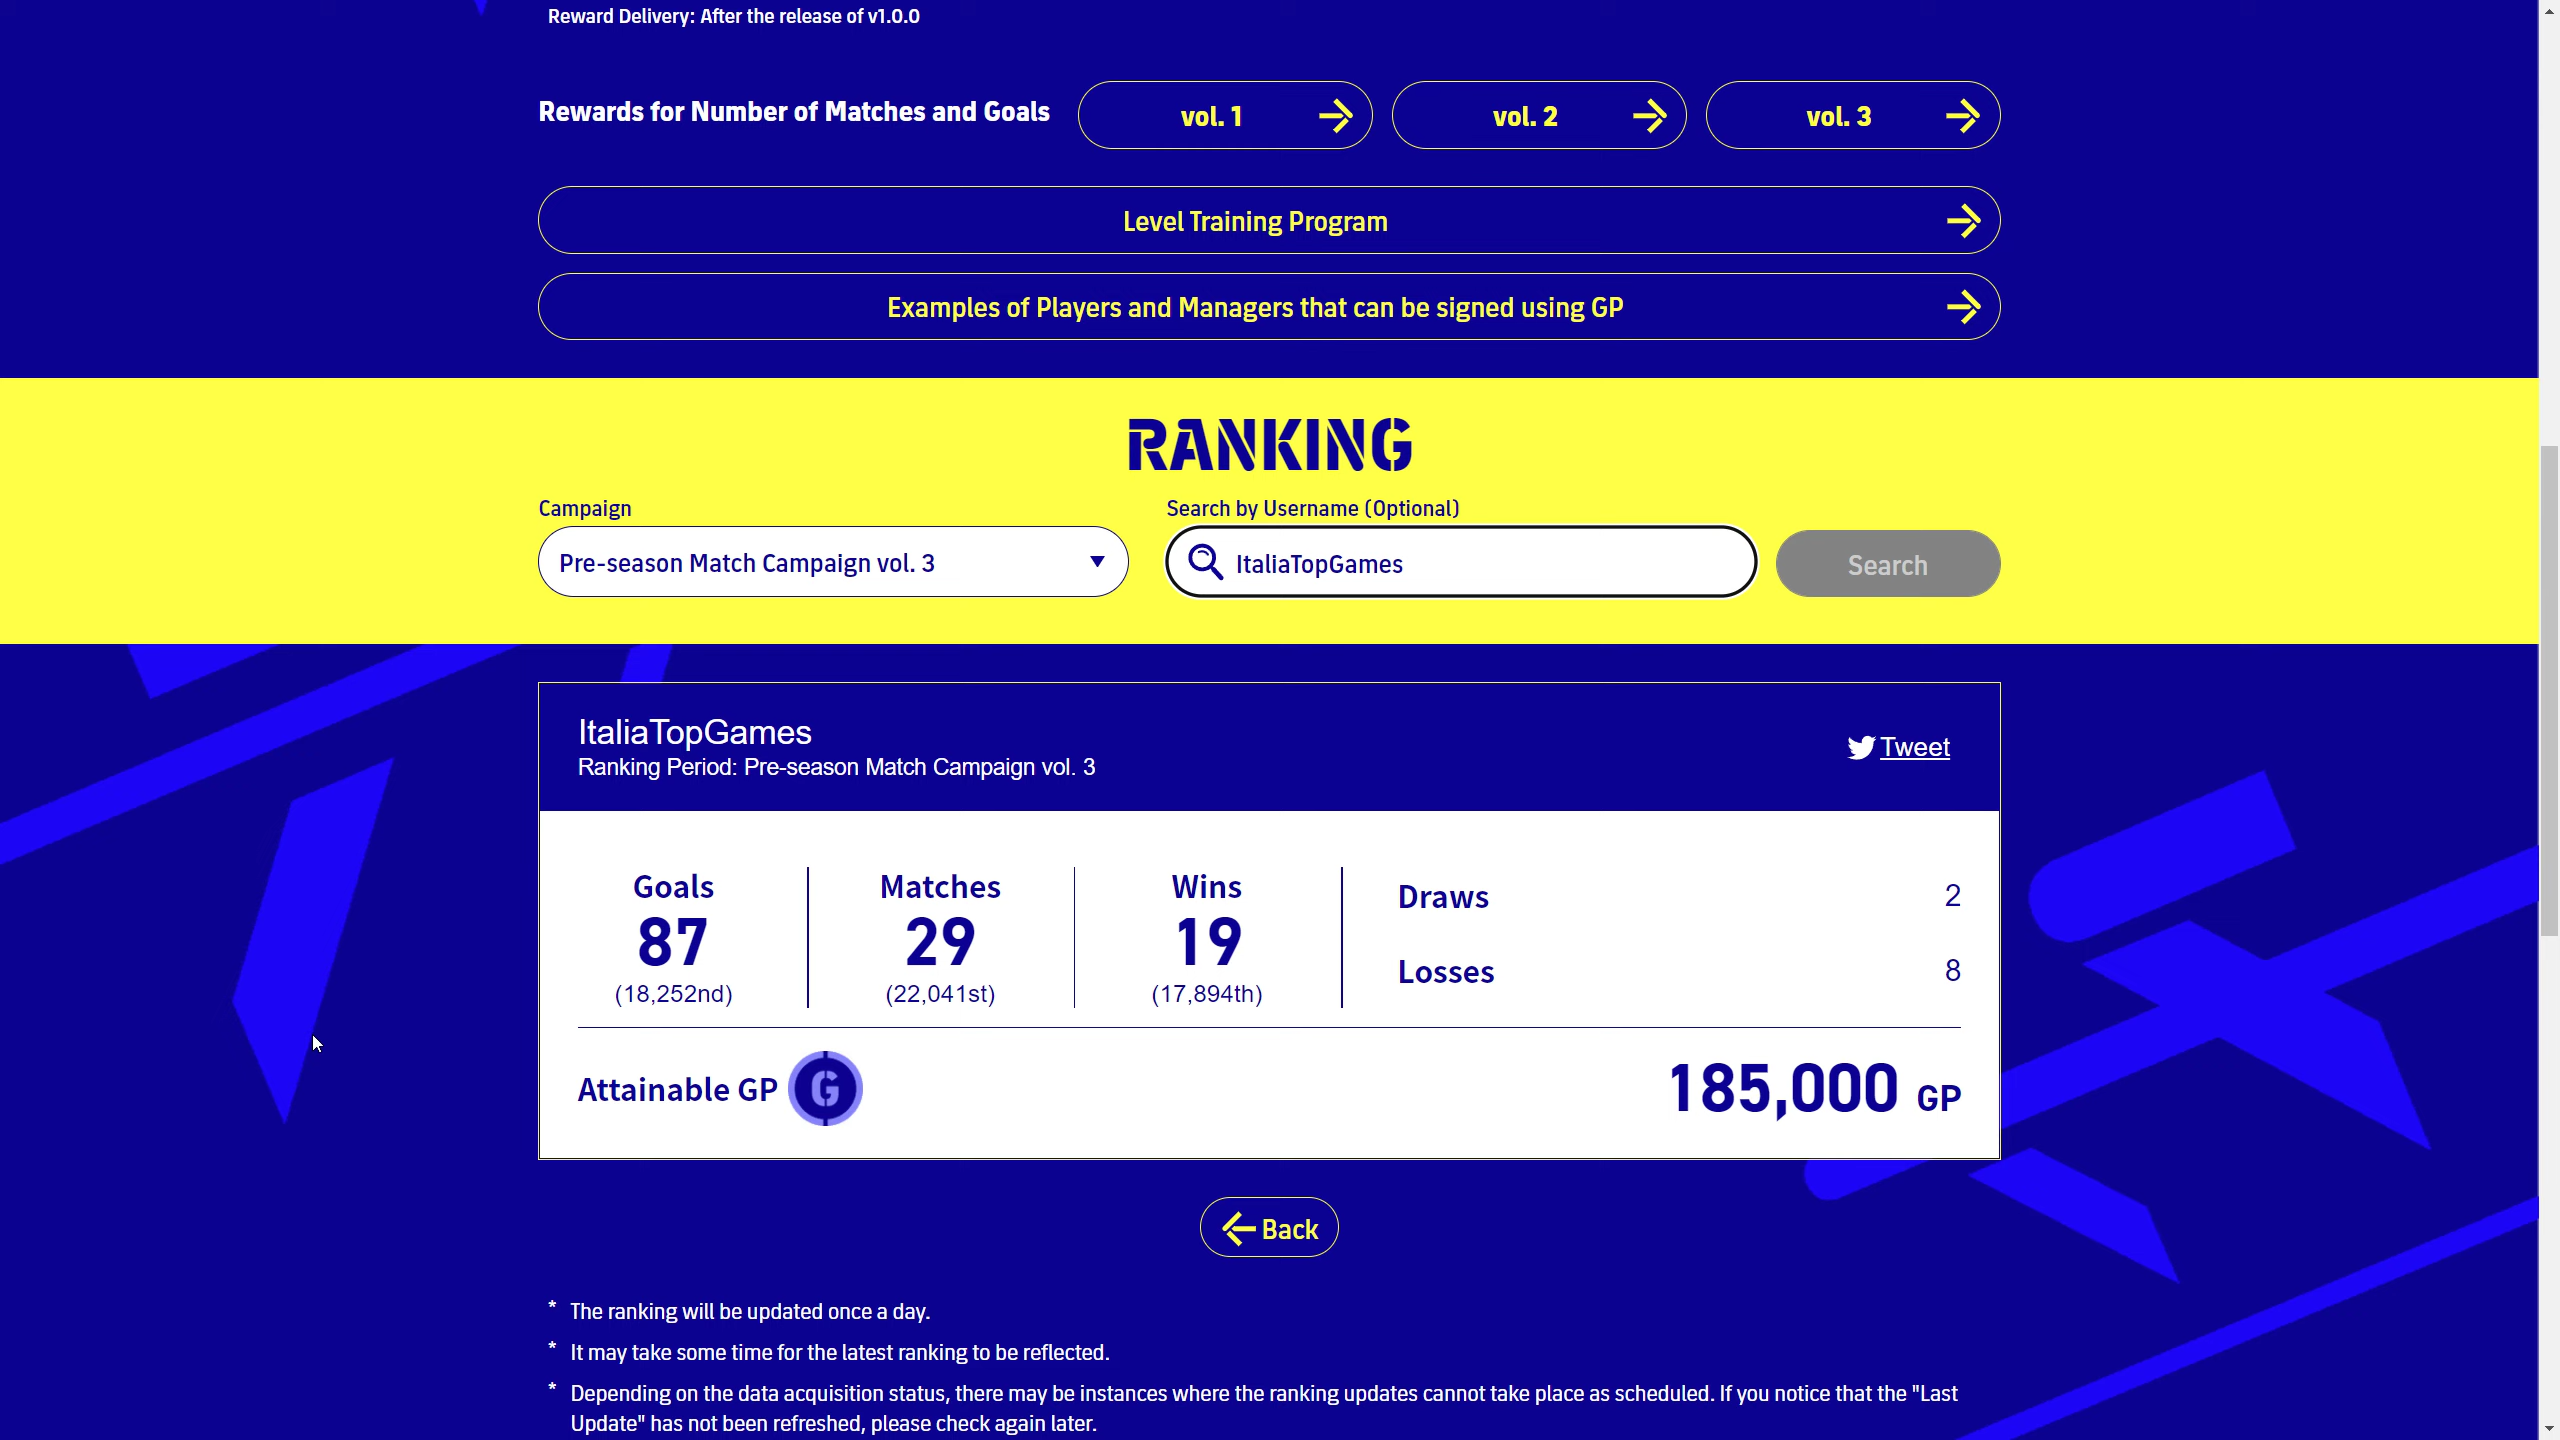 Reward Delivery: After the release of v1.0.0
Rewards for Number of Matches and Goals
vol. 1
vol. 2
vol. 3
Level Training Program
Examples of Players and Managers that can be signed using GP
RANKING
Campaign
Search by Username (Optional)
Pre-season Match Campaign vol. 3
ItaliaTopGames
Search
ItaliaTopGames
Ranking Period: Pre-season Match Campaign vol. 3
Tweet
Goals
87
(18,252nd)
Matches
29
(22,041st)
Wins
19
(17,894th)
Draws 2
Losses 8
Attainable GP G 185,000 GP
Back
* The ranking will be updated once a day.
* It may take some time for the latest ranking to be reflected.
* Depending on the data acquisition status, there may be instances where the ranking updates cannot take place as scheduled. If you notice that the "Last
Update" has not been refreshed, please check again later.